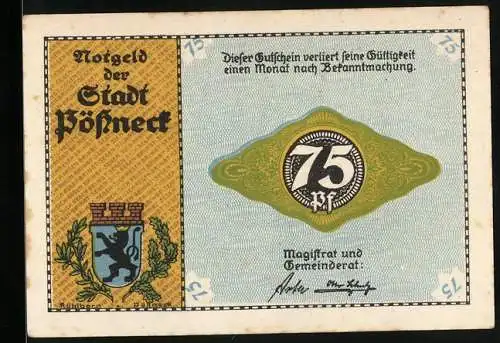 Notgeld
der
Stadt
Pößneck
75
75
Dieser Gutschein verliert seine Gültigkeit
einen Monat nach Bekanntmachung.
75
Pf
Magistrat und
Gemeinderat:
75
75